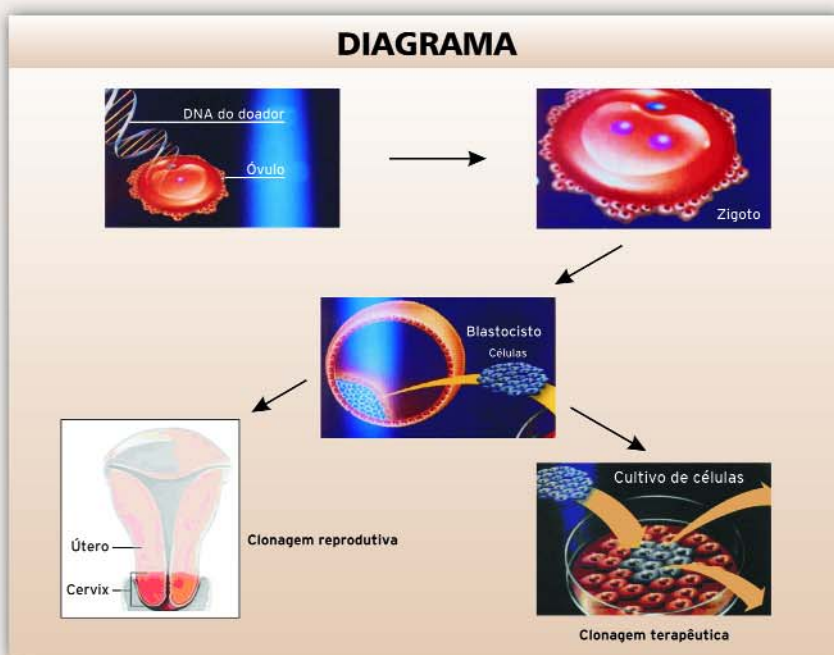 DIAGRAMA
DNA do doador
Óvulo
Zigoto
Blastocisto
Células
Útero
Cervix
Clonagem reprodutiva
Cultivo de células
Clonagem terapêutica